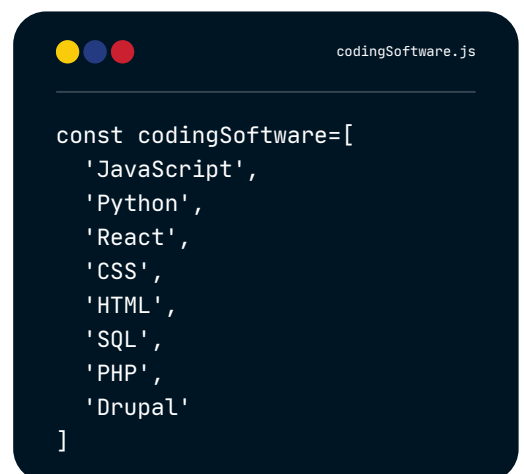 codingSoftware.js
const codingSoftware=[
'JavaScript',
'Python',
'React',
'CSS',
'HTML',
'SQL',
'PHP',
'Drupal'
]